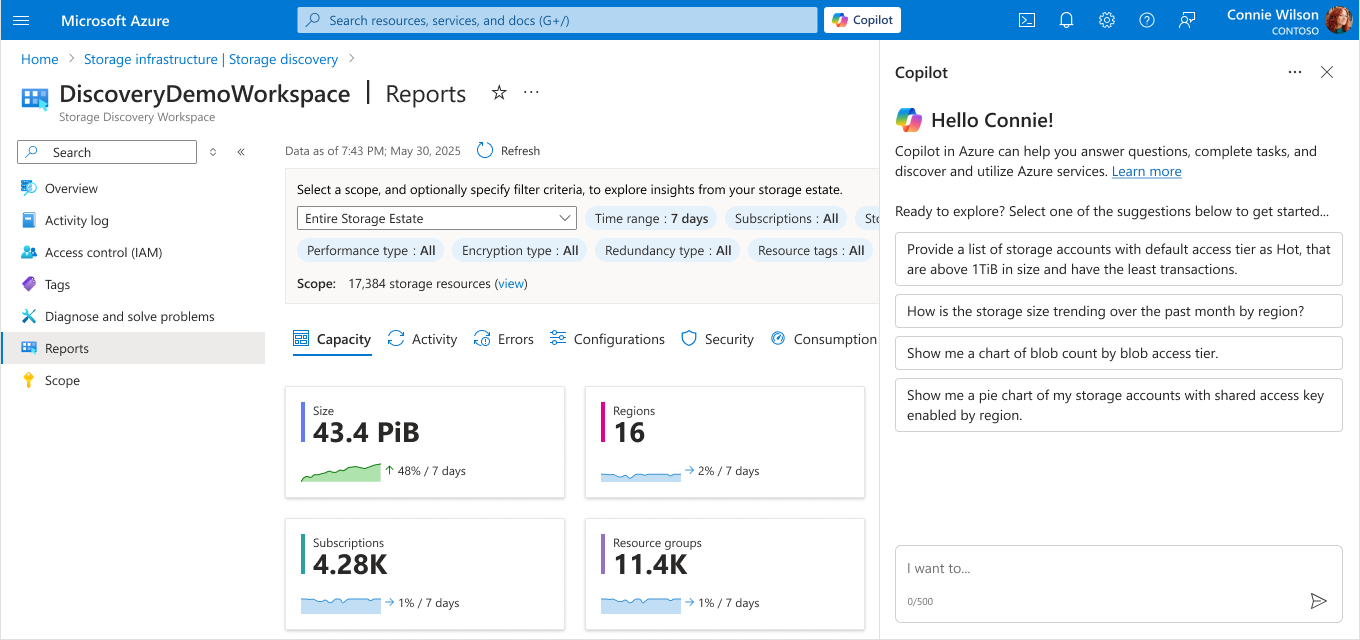 Microsoft Azure
Search resources, services, and docs (G+/)
Copilot
Connie Wilson
CONTOSO
Home > Storage infrastructure | Storage discovery >
DiscoveryDemoWorkspace | Reports
Storage Discovery Workspace
Search
Overview
Activity log
Access control (IAM)
Tags
Diagnose and solve problems
Reports
Scope
Data as of 7:43 PM; May 30, 2025
Refresh
Select a scope, and optionally specify filter criteria, to explore insights from your storage estate.
Entire Storage Estate
Time range : 7 days
Subscriptions : All
Performance type : All
Encryption type : All
Redundancy type : All
Resource tags : All
Scope: 17,384 storage resources (view)
Capacity
Activity
Errors
Configurations
Security
Consumption
Size
43.4 PiB
48% / 7 days
Regions
16
2% / 7 days
Subscriptions
4.28K
1% / 7 days
Resource groups
11.4K
1% / 7 days
Copilot
Hello Connie!
Copilot in Azure can help you answer questions, complete tasks, and
discover and utilize Azure services. Learn more
Ready to explore? Select one of the suggestions below to get started...
Provide a list of storage accounts with default access tier as Hot, that
are above 1TiB in size and have the least transactions.
How is the storage size trending over the past month by region?
Show me a chart of blob count by blob access tier.
Show me a pie chart of my storage accounts with shared access key
enabled by region.
I want to...
0/500